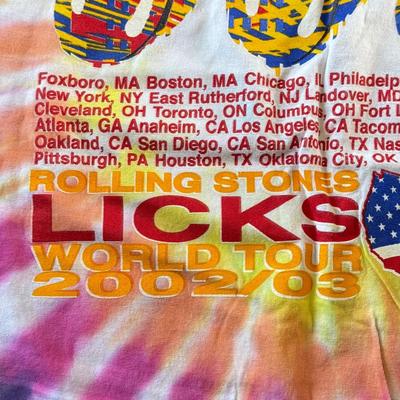 Foxboro, MA Boston, MA Chicago, IL Philadelp
New York, NY East Rutherford, NJ Landover, MD
Cleveland, OH Toronto, ON Columbus, OH Fort L
Atlanta, GA Anaheim, CA Los Angeles, CA Tacom
Oakland, CA San Diego, CA San Antonio, TX Nas
Pittsburgh, PA Houston, TX Oklahoma City, OK
ROLLING STONES
LICKS
WORLD TOUR
2002/03